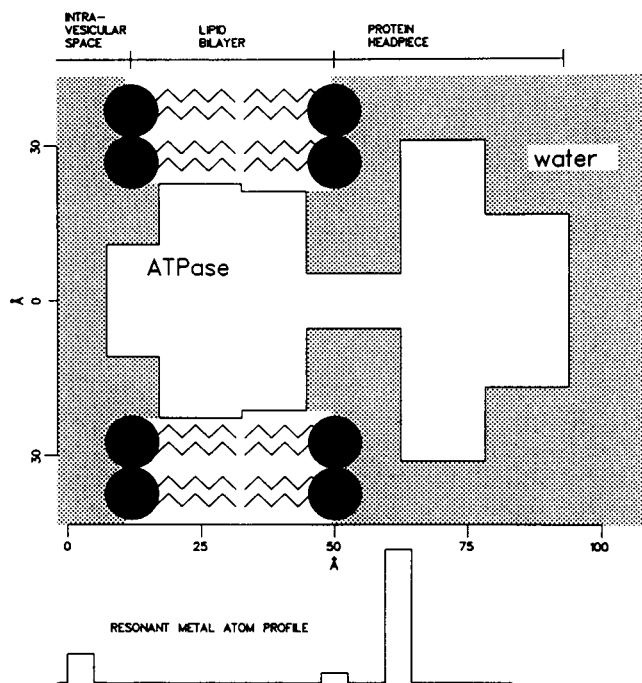 INTRA-
VESICULAR
SPACE
LIPID
BILAYER
PROTEIN
HEADPIECE
30
water
ATPase
Å
0
30
0
25
50
75
100
Å
RESONANT METAL ATOM PROFILE